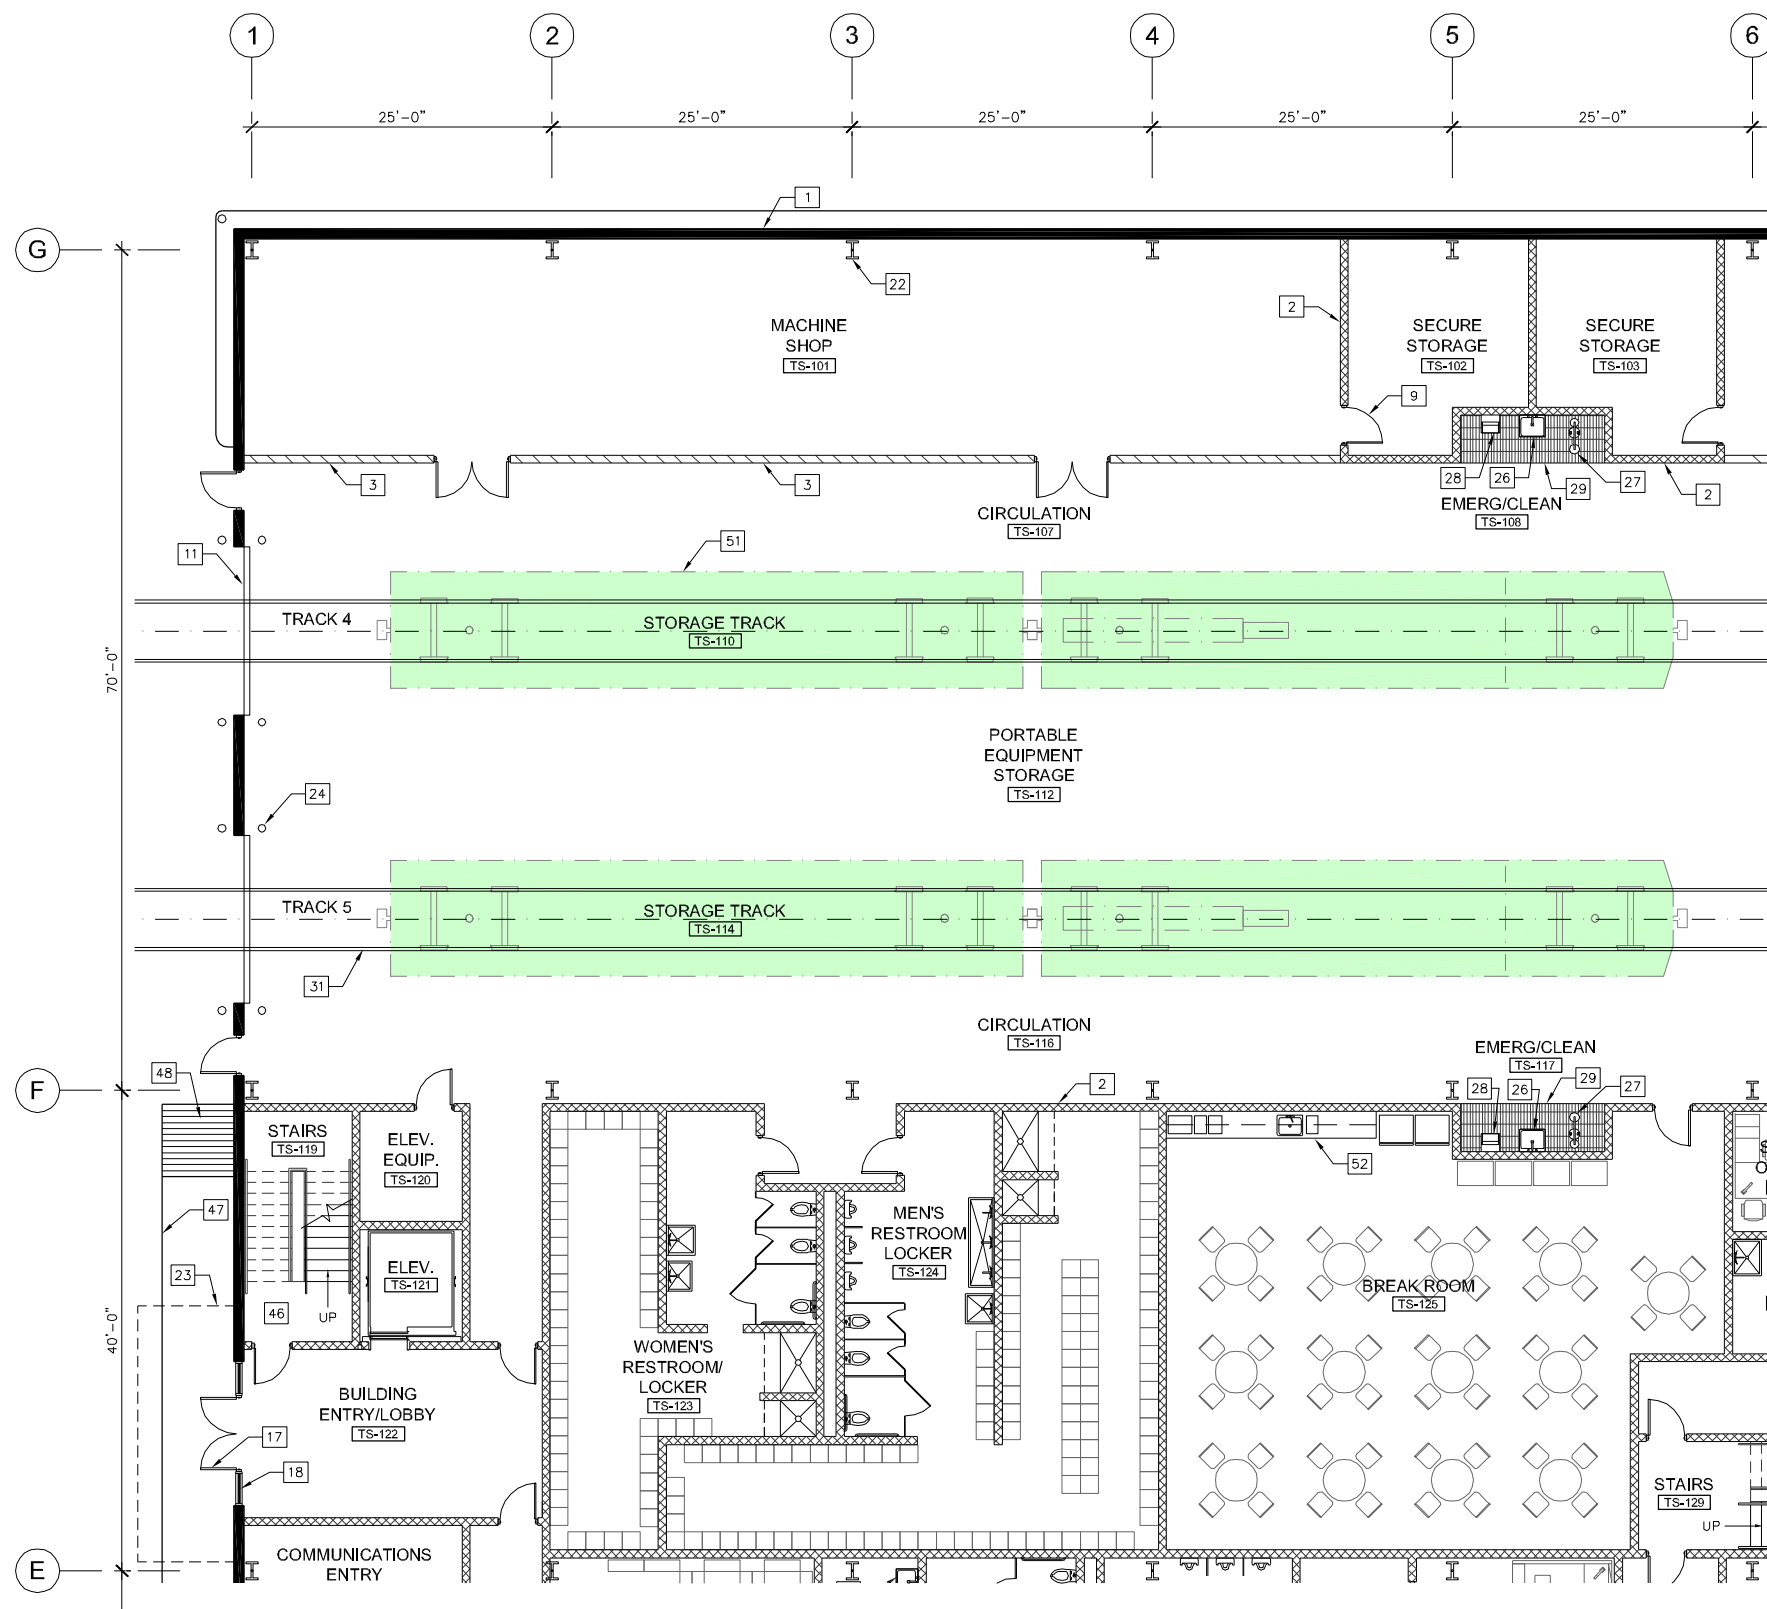 1 2 3 4 5 6
25'-0" 25'-0" 25'-0" 25'-0" 25'-0"
1
G
22
2
MACHINE
SHOP
TS-101
SECURE
STORAGE
TS-102
SECURE
STORAGE
TS-103
9
3
3
28
26
29
27
2
EMERG/CLEAN
TS-108
CIRCULATION
TS-107
51
11
TRACK 4
STORAGE TRACK
TS-110
70'-0"
PORTABLE
EQUIPMENT
STORAGE
TS-112
24
TRACK 5
STORAGE TRACK
TS-114
31
CIRCULATION
TS-116
EMERG/CLEAN
TS-117
28
26
29
27
F
48
2
STAIRS
TS-119
ELEV.
EQUIP.
TS-120
52
47
MEN'S
RESTROOM
LOCKER
TS-124
23
ELEV.
TS-121
46
UP
BREAK ROOM
TS-125
40'-0"
WOMEN'S
RESTROOM/
LOCKER
TS-123
BUILDING
ENTRY/LOBBY
TS-122
17
18
STAIRS
TS-129
UP
E
COMMUNICATIONS
ENTRY